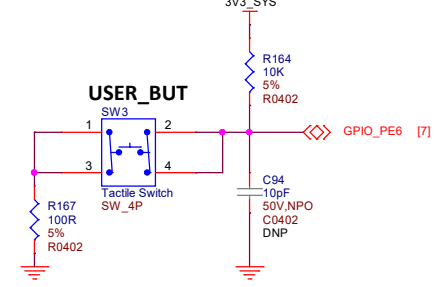 3V3_SYS
R164
10K
5%
R0402
USER_BUT
SW3
1
2
3
4
GPIO_PE6 [7]
Tactile Switch
SW_4P
C94
10pF
50V,NPO
C0402
DNP
R167
100R
5%
R0402